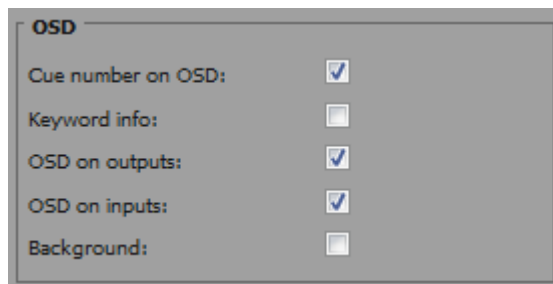 OSD
Cue number on OSD:
Keyword info:
OSD on outputs:
OSD on inputs:
Background: